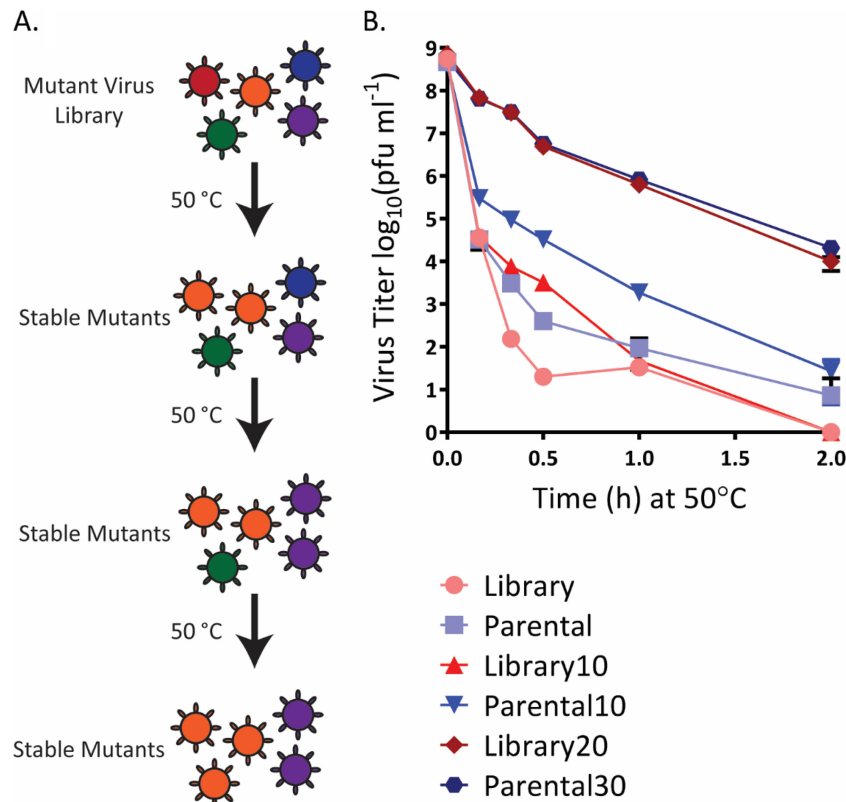 A.
Mutant Virus
Library
50 °C
Stable Mutants
50 °C
Stable Mutants
50 °C
Stable Mutants
B.
Virus Titer log10(pfu ml-1)
9
8
7
6
5
4
3
2
1
0
0.0 0.5 1.0 1.5 2.0
Time (h) at 50°C
Library
Parental
Library10
Parental10
Library20
Parental30